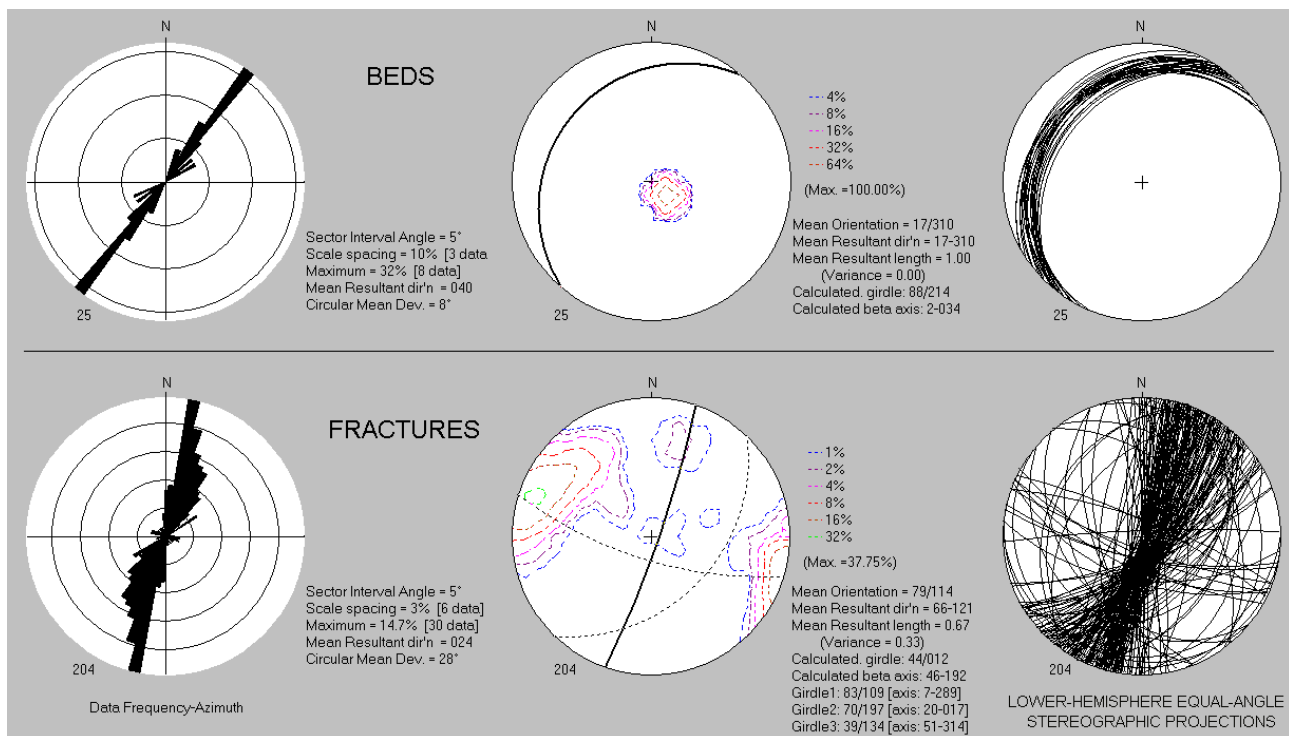 N
BEDS
Sector Interval Angle = 5°
Scale spacing = 10% [3 data
Maximum = 32% [8 data]
Mean Resultant dir'n = 040
Circular Mean Dev. = 8°
25
N
4%
8%
16%
32%
64%
(Max. =100.00%)
Mean Orientation = 17/310
Mean Resultant dir'n = 17-310
Mean Resultant length = 1.00
(Variance = 0.00)
Calculated. girdle: 88/214
Calculated beta axis: 2-034
25
N
25
N
FRACTURES
Sector Interval Angle = 5°
Scale spacing = 3% [6 data]
Maximum = 14.7% [30 data]
Mean Resultant dir'n = 024
Circular Mean Dev. = 28°
204
Data Frequency-Azimuth
N
1%
2%
4%
8%
16%
32%
(Max. =37.75%)
Mean Orientation = 79/114
Mean Resultant dir'n = 66-121
Mean Resultant length = 0.67
(Variance = 0.33)
Calculated. girdle: 44/012
Calculated beta axis: 46-192
Girdle1: 83/109 [axis: 7-289]
Girdle2: 70/197 [axis: 20-017]
Girdle3: 39/134 [axis: 51-314]
204
N
204
LOWER-HEMISPHERE EQUAL-ANGLE
STEREOGRAPHIC PROJECTIONS